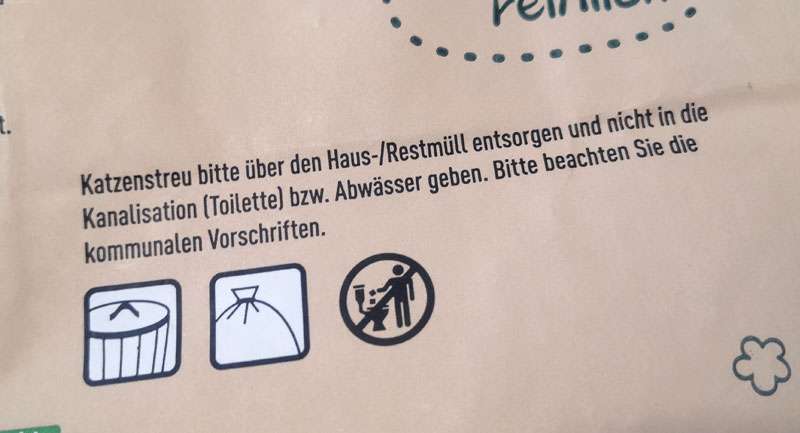 t.
Katzenstreu bitte über den Haus-/Restmüll entsorgen und nicht in die
Kanalisation (Toilette) bzw. Abwässer geben. Bitte beachten Sie die
kommunalen Vorschriften.